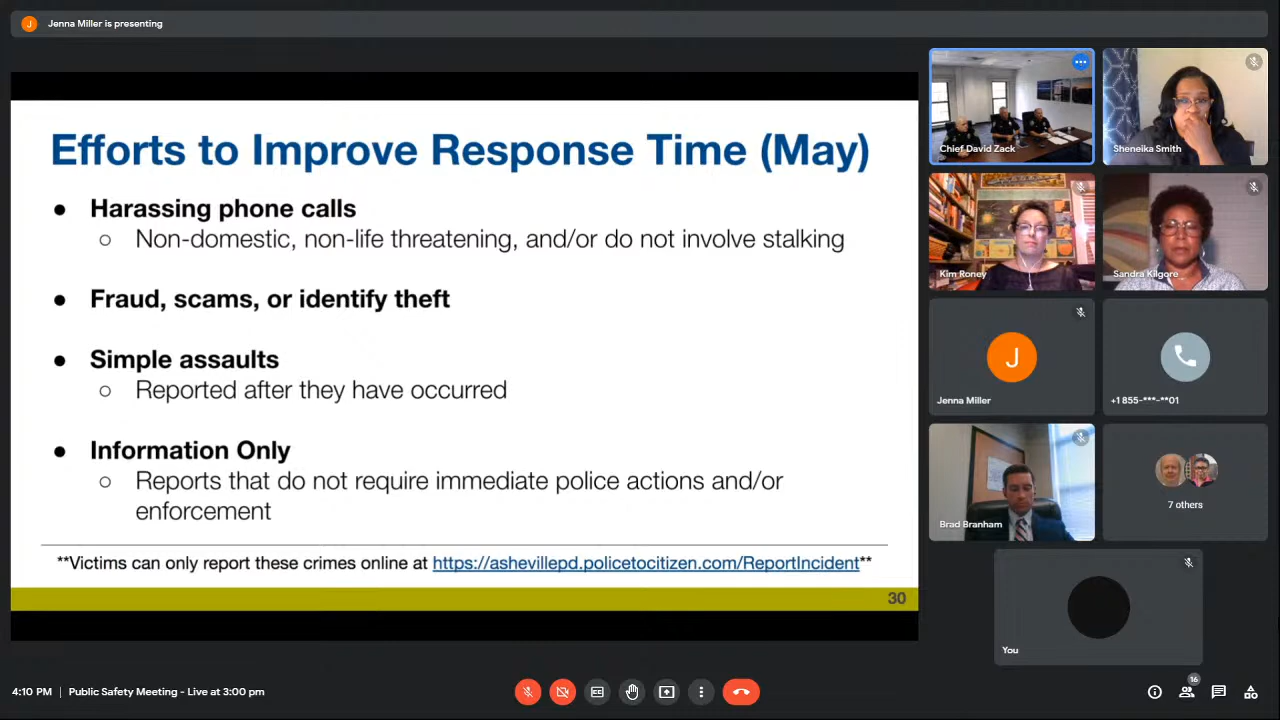 J Jenna Miller is presenting
Efforts to Improve Response Time (May)
● Harassing phone calls
○ Non-domestic, non-life threatening, and/or do not involve stalking
● Fraud, scams, or identify theft
● Simple assaults
○ Reported after they have occurred
● Information Only
○ Reports that do not require immediate police actions and/or
enforcement
**Victims can only report these crimes online at https://ashevillepd.policetocitizen.com/ReportIncident**
30
Chief David Zack
Sheneika Smith
Kim Roney
Sandra Kilgore
J
Jenna Miller
+1 855-***-**01
Brad Branham
7 others
You
4:10 PM | Public Safety Meeting - Live at 3:00 pm
CC
16